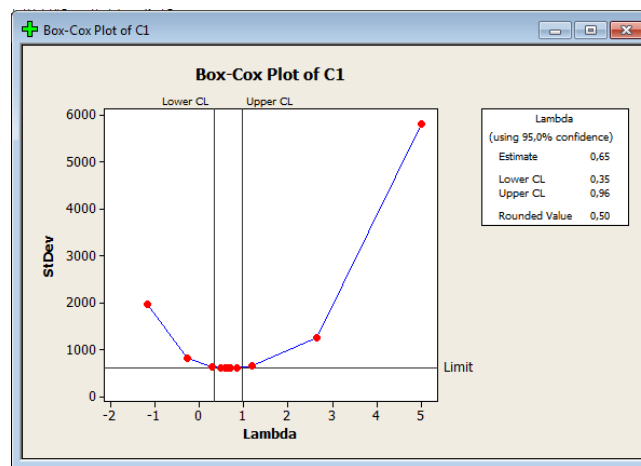 Box-Cox Plot of C1
Box-Cox Plot of C1
Lower CL Upper CL
6000
5000
4000
3000
2000
1000
0
StDev
-2 -1 0 1 2 3 4 5
Lambda
Limit
Lambda
(using 95,0% confidence)
Estimate 0,65
Lower CL 0,35
Upper CL 0,96
Rounded Value 0,50